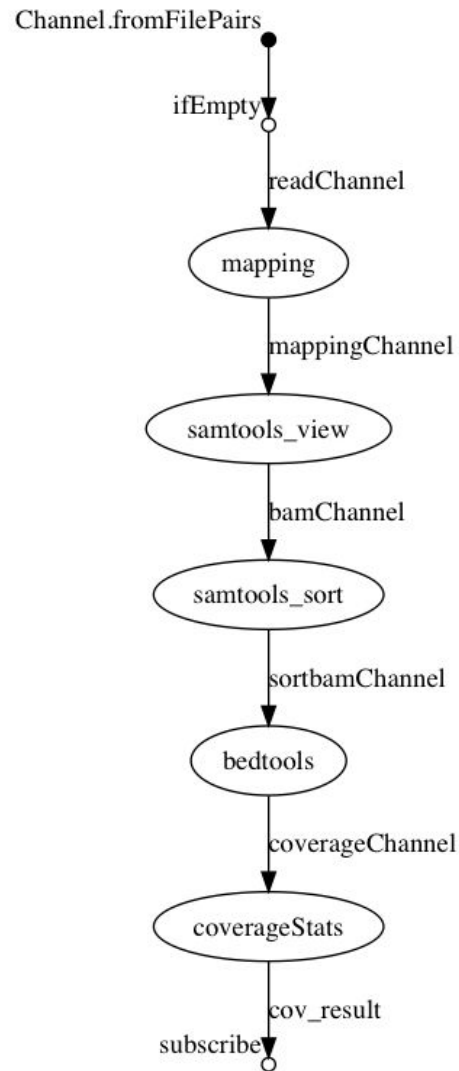 Channel.fromFilePairs
ifEmpty
readChannel
mapping
mappingChannel
samtools_view
bamChannel
samtools_sort
sortbamChannel
bedtools
coverageChannel
coverageStats
cov_result
subscribe